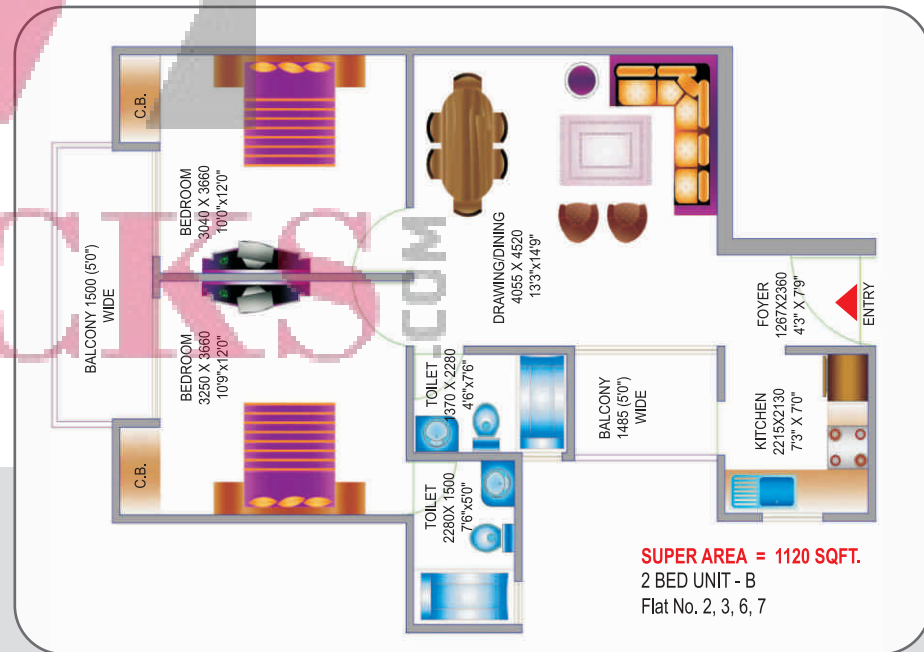 C.B.
BEDROOM
3040 X 3660
10'0"x12'0"
BALCONY 1500 (5'0")
WIDE
BEDROOM
3250 X 3660
10'9"x12'0"
C.B.
DRAWING/DINING
4055 X 4520
13'3"x14'9"
FOYER
1267X2360
4'3" X 7'9"
ENTRY
TOILET
1370 X 2280
4'6"x7'6"
BALCONY
1485 (5'0")
WIDE
KITCHEN
2215X2130
7'3" X 7'0"
TOILET
2280X 1500
7'6"x5'0"
SUPER AREA = 1120 SQFT.
2 BED UNIT - B
Flat No. 2, 3, 6, 7
CKS
.COM